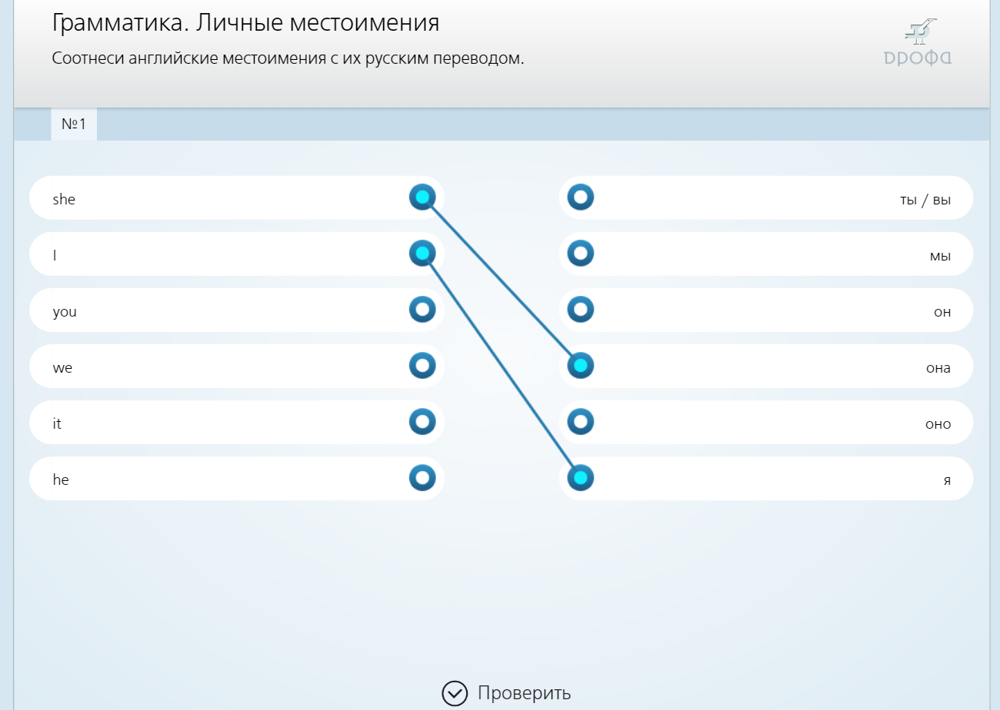 Грамматика. Личные местоимения
Соотнеси английские местоимения с их русским переводом.
дрофа
№1
she
ты / вы
I
мы
you
он
we
она
it
оно
he
я
Проверить